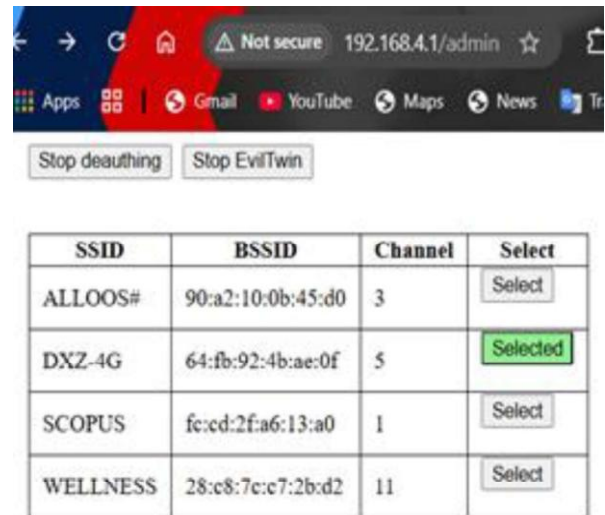 Not secure 192.168.4.1/admin
Apps Gmail YouTube Maps News Tr
Stop deauthing Stop EvilTwin
SSID BSSID Channel Select
ALLOOS# 90:a2:10:0b:45:d0 3 Select
DXZ-4G 64:fb:92:4b:ae:0f 5 Selected
SCOPUS fc:cd:2f:a6:13:a0 1 Select
WELLNESS 28:c8:7c:c7:2b:d2 11 Select